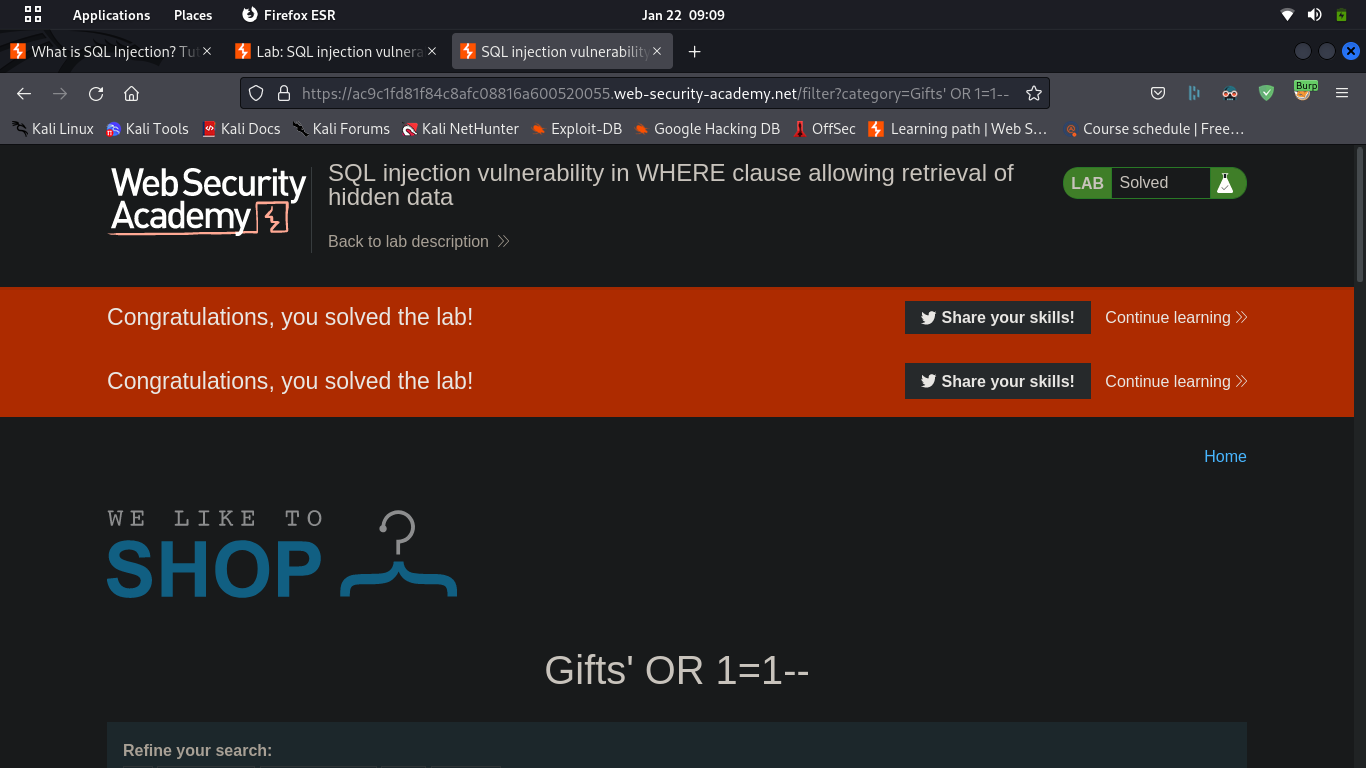 Applications Places Firefox ESR Jan 22 09:09
What is SQL Injection? Tut Lab: SQL injection vulnera SQL injection vulnerability
https://ac9c1fd81f84c8afc08816a600520055.web-security-academy.net/filter?category=Gifts' OR 1=1-- Burp
Kali Linux Kali Tools Kali Docs Kali Forums Kali NetHunter Exploit-DB Google Hacking DB OffSec Learning path | Web S… Course schedule | Free…
Web Security
Academy
SQL injection vulnerability in WHERE clause allowing retrieval of
hidden data
LAB Solved
Back to lab description
Congratulations, you solved the lab! Share your skills! Continue learning
Congratulations, you solved the lab! Share your skills! Continue learning
Home
WE LIKE TO
SHOP
Gifts' OR 1=1--
Refine your search: